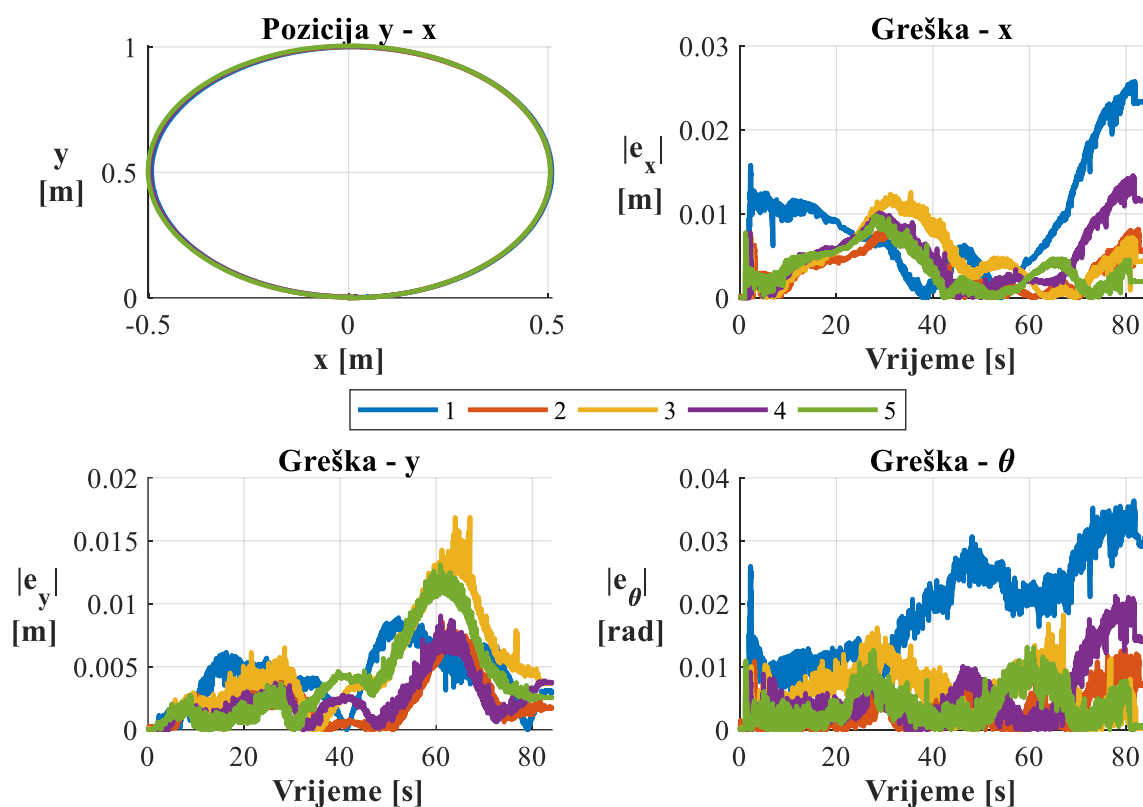 Pozicija y - x
1
0.5
0
-0.5
0
0.5
y
[m]
x [m]
Greška - x
0.03
0.02
0.01
0
0
20
40
60
80
|e_x|
[m]
Vrijeme [s]
1
2
3
4
5
Greška - y
0.02
0.015
0.01
0.005
0
0
20
40
60
80
|e_y|
[m]
Vrijeme [s]
Greška - θ
0.04
0.03
0.02
0.01
0
0
20
40
60
80
|e_θ|
[rad]
Vrijeme [s]